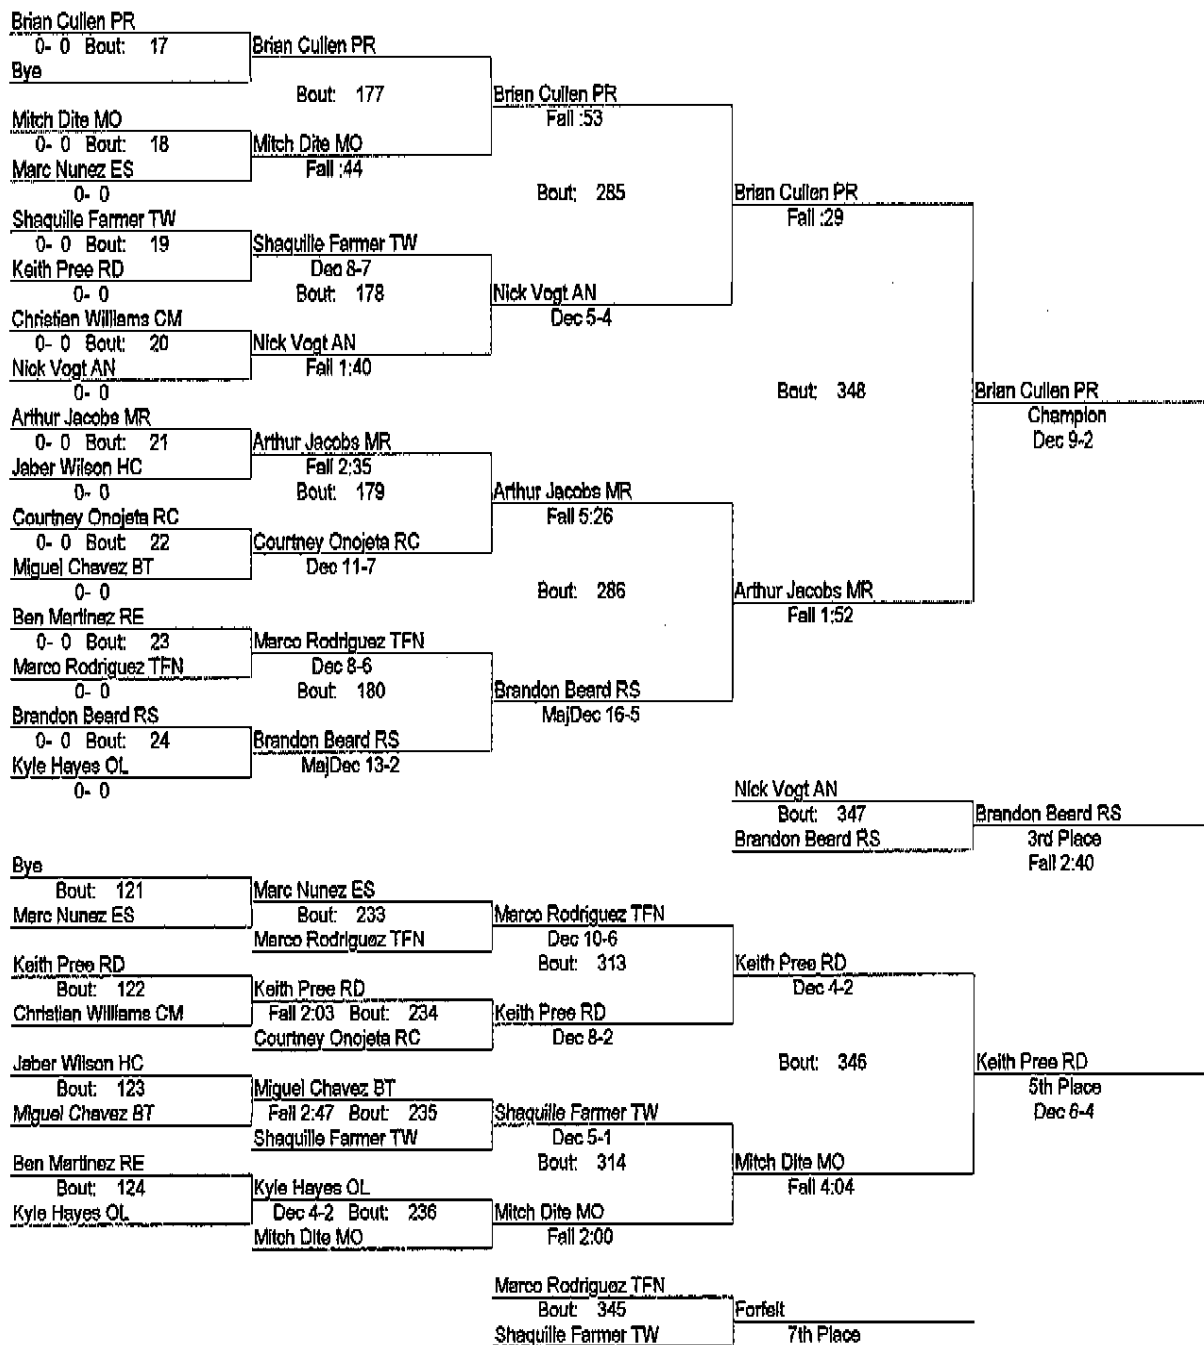 Brian Cullen PR
0- 0 Bout: 17
Bye
Brian Cullen PR
Bout: 177
Mitch Dite MO
0- 0 Bout: 18
Marc Nunez ES
0- 0
Mitch Dite MO
Fall :44
Brian Cullen PR
Fall :53
Bout: 285
Shaquille Farmer TW
0- 0 Bout: 19
Keith Pree RD
0- 0
Shaquille Farmer TW
Dec 8-7
Bout: 178
Christian Williams CM
0- 0 Bout: 20
Nick Vogt AN
0- 0
Nick Vogt AN
Fall 1:40
Nick Vogt AN
Dec 5-4
Brian Cullen PR
Fall :29
Bout: 348
Brian Cullen PR
Champion
Dec 9-2
Arthur Jacobs MR
0- 0 Bout: 21
Jaber Wilson HC
0- 0
Arthur Jacobs MR
Fall 2:35
Bout: 179
Courtney Onojeta RC
0- 0 Bout: 22
Miguel Chavez BT
0- 0
Courtney Onojeta RC
Dec 11-7
Arthur Jacobs MR
Fall 5:26
Bout: 286
Ben Martinez RE
0- 0 Bout: 23
Marco Rodriguez TFN
0- 0
Marco Rodriguez TFN
Dec 8-6
Bout: 180
Brandon Beard RS
0- 0 Bout: 24
Kyle Hayes OL
0- 0
Brandon Beard RS
MajDec 13-2
Brandon Beard RS
MajDec 16-5
Arthur Jacobs MR
Fall 1:52
Nick Vogt AN
Bout: 347
Brandon Beard RS
Brandon Beard RS
3rd Place
Fall 2:40
Bye
Bout: 121
Marc Nunez ES
Marc Nunez ES
Bout: 233
Marco Rodriguez TFN
Marco Rodriguez TFN
Dec 10-6
Bout: 313
Keith Pree RD
Bout: 122
Christian Williams CM
Keith Pree RD
Fall 2:03 Bout: 234
Courtney Onojeta RC
Keith Pree RD
Dec 8-2
Keith Pree RD
Dec 4-2
Bout: 346
Keith Pree RD
5th Place
Dec 6-4
Jaber Wilson HC
Bout: 123
Miguel Chavez BT
Miguel Chavez BT
Fall 2:47 Bout: 235
Shaquille Farmer TW
Shaquille Farmer TW
Dec 5-1
Bout: 314
Ben Martinez RE
Bout: 124
Kyle Hayes OL
Kyle Hayes OL
Dec 4-2 Bout: 236
Mitch Dite MO
Mitch Dite MO
Fall 2:00
Mitch Dite MO
Fall 4:04
Marco Rodriguez TFN
Bout: 345
Shaquille Farmer TW
Forfeit
7th Place